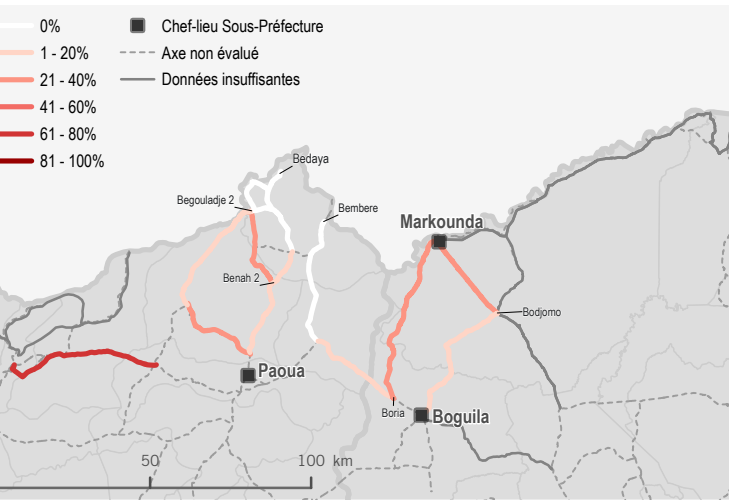 0%
1 - 20%
21 - 40%
41 - 60%
61 - 80%
81 - 100%
Chef-lieu Sous-Préfecture
Axe non évalué
Données insuffisantes
Bedaya
Begouladje 2
Bembere
Markounda
Benah 2
Bodjomo
Paoua
Boria
Boguila
50
100 km